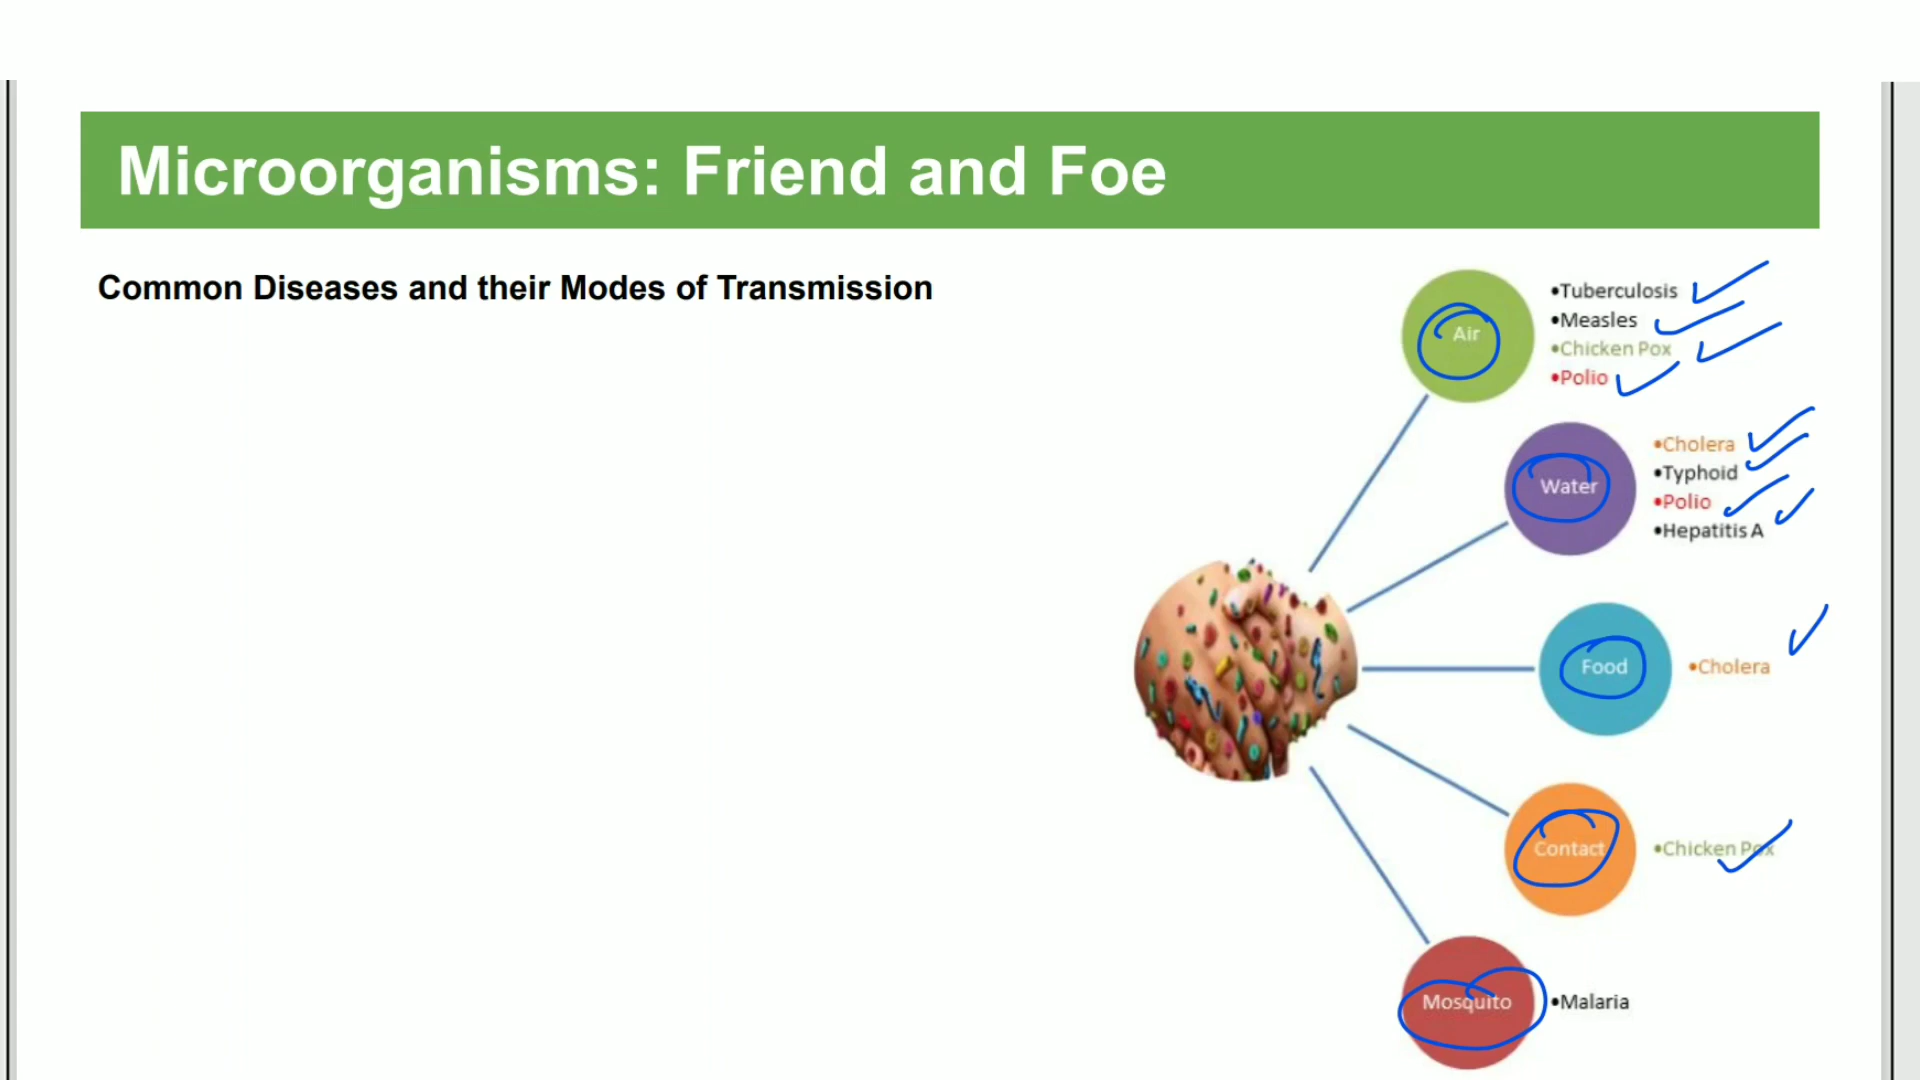 Microorganisms: Friend and Foe
Common Diseases and their Modes of Transmission
Air
•Tuberculosis
•Measles
•Chicken Pox
•Polio
Water
•Cholera
•Typhoid
•Polio
•Hepatitis A
Food
•Cholera
Contact
•Chicken Pox
Mosquito
•Malaria